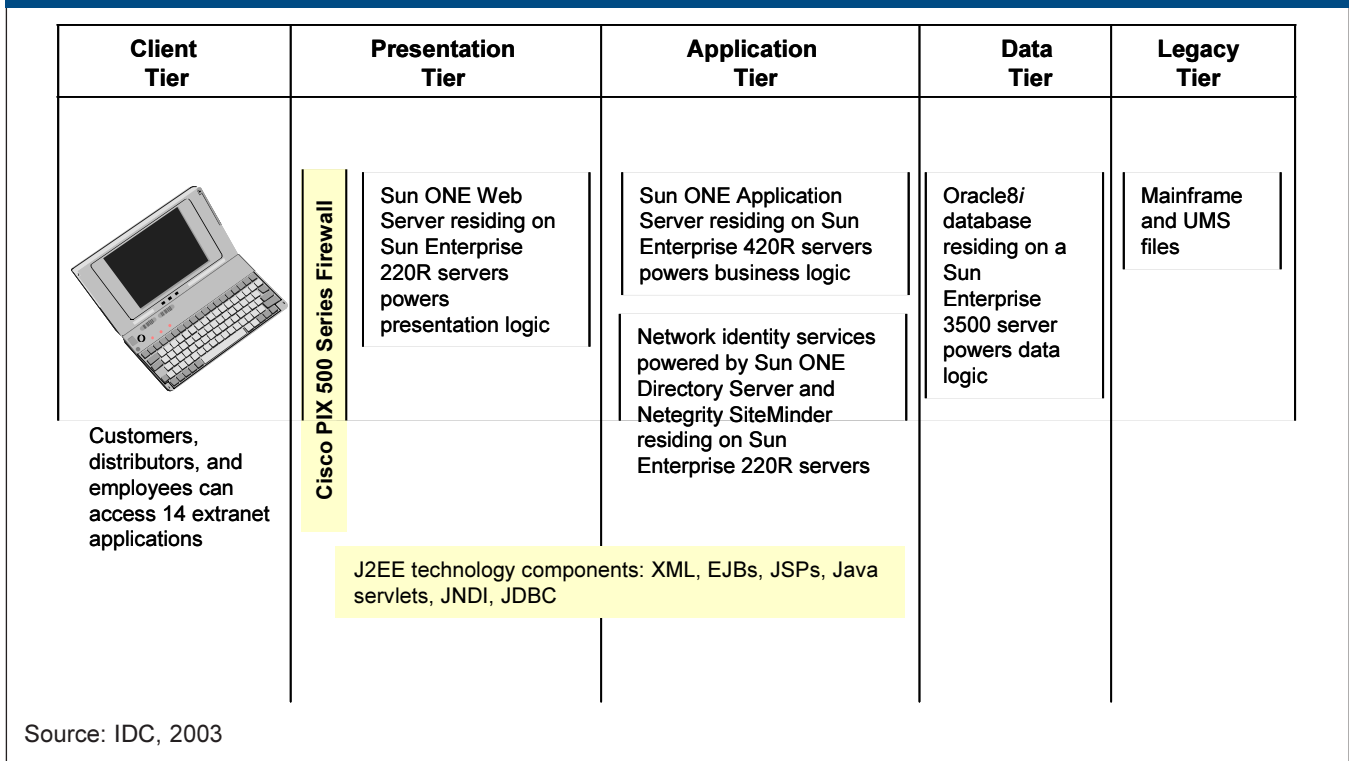 Client
Tier
Presentation
Tier
Application
Tier
Data
Tier
Legacy
Tier
Customers,
distributors, and
employees can
access 14 extranet
applications
Cisco PIX 500 Series Firewall
Sun ONE Web
Server residing on
Sun Enterprise
220R servers
powers
presentation logic
Sun ONE Application
Server residing on Sun
Enterprise 420R servers
powers business logic
Network identity services
powered by Sun ONE
Directory Server and
Netegrity SiteMinder
residing on Sun
Enterprise 220R servers
Oracle8i
database
residing on a
Sun
Enterprise
3500 server
powers data
logic
Mainframe
and UMS
files
J2EE technology components: XML, EJBs, JSPs, Java
servlets, JNDI, JDBC
Source: IDC, 2003